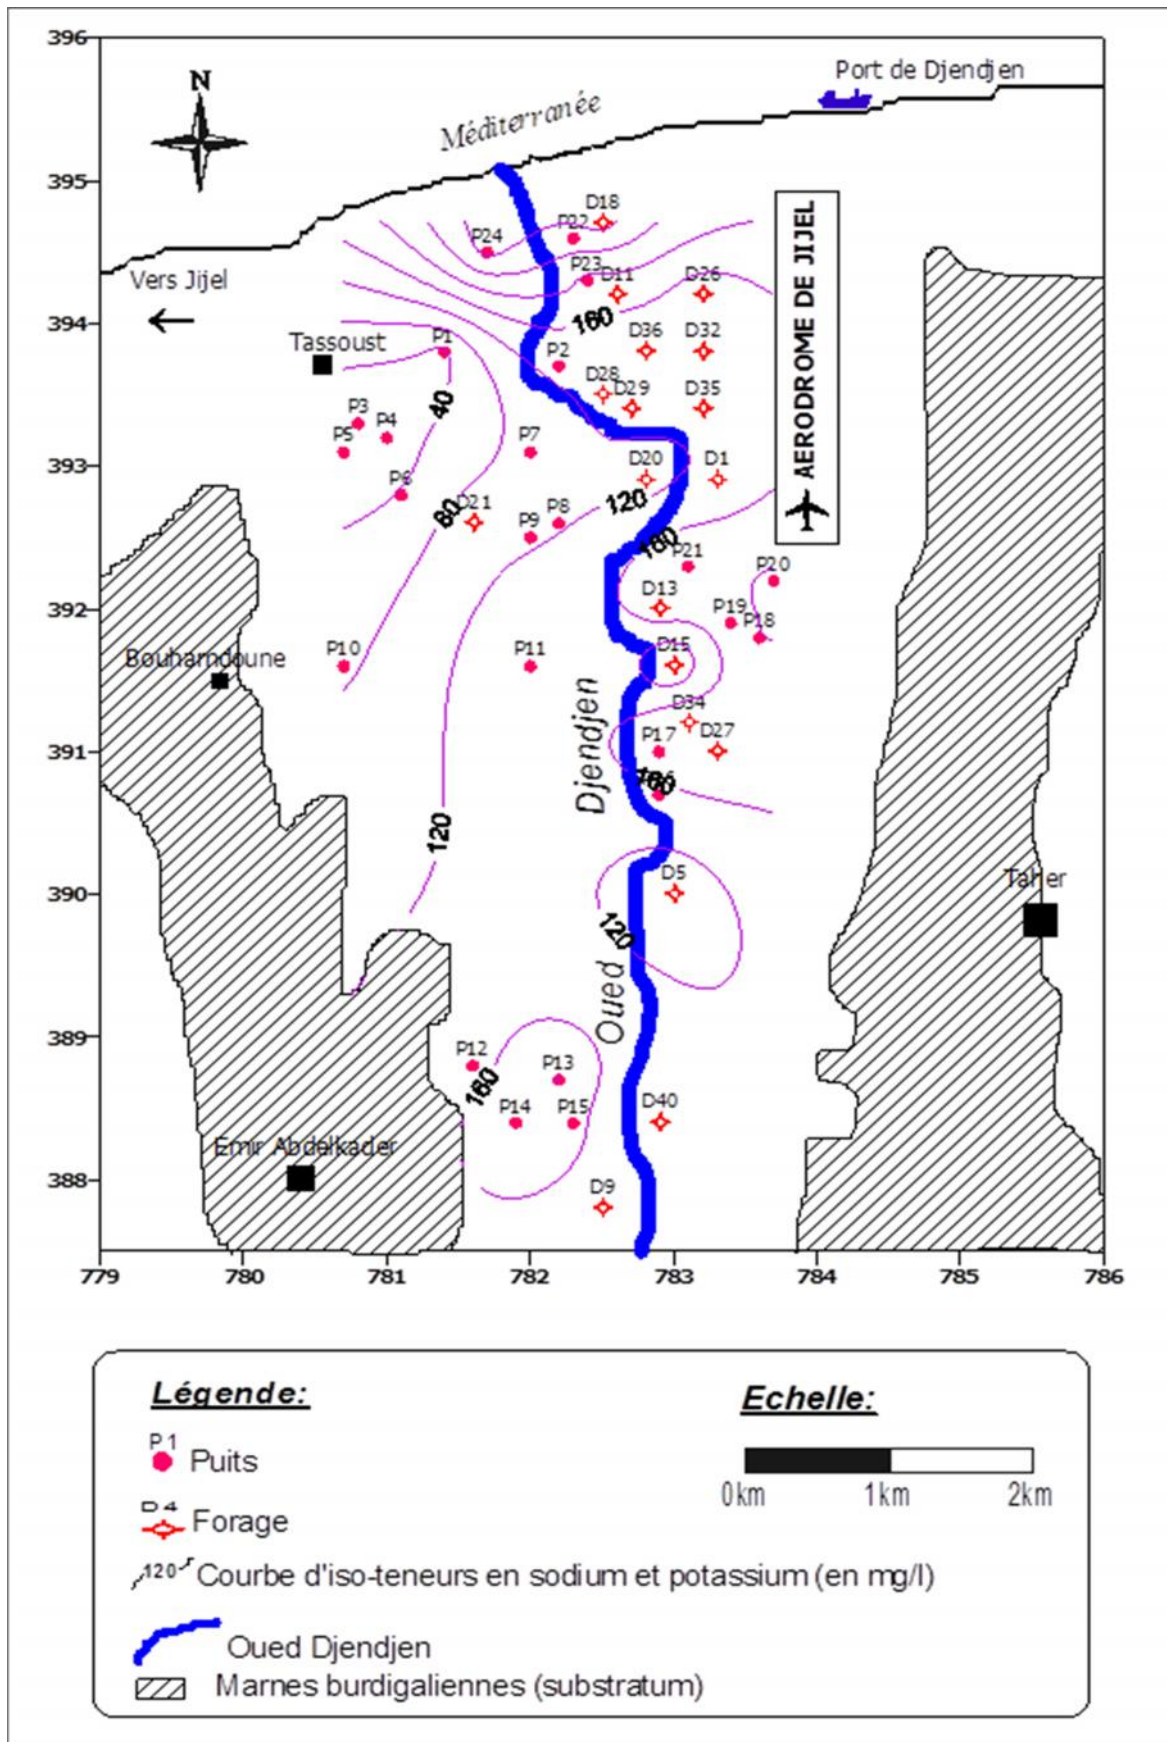 396
Port de Djendjen
N
Méditerranée
395
D18
P22
P24
AERODROME DE JIJEL
P23
D11
D26
Vers Jijel
394
160
D36
D32
Tassoust
P1
P2
D28
D29
D35
40
P3
P4
P5
P7
393
D20
D1
P6
120
80
D21
P8
P9
160
P21
P20
392
D13
P19
P18
Bouhamdoune
P10
P11
D15
Djendjen
D34
391
P17
D27
160
120
390
D5
Taher
120
Oued
389
P12
P13
160
P14
P15
D40
Emir Abdelkader
388
D9
779 780 781 782 783 784 785 786
Légende:
Echelle:
P1
Puits
0km 1km 2km
D4
Forage
120 Courbe d'iso-teneurs en sodium et potassium (en mg/l)
Oued Djendjen
Marnes burdigaliennes (substratum)